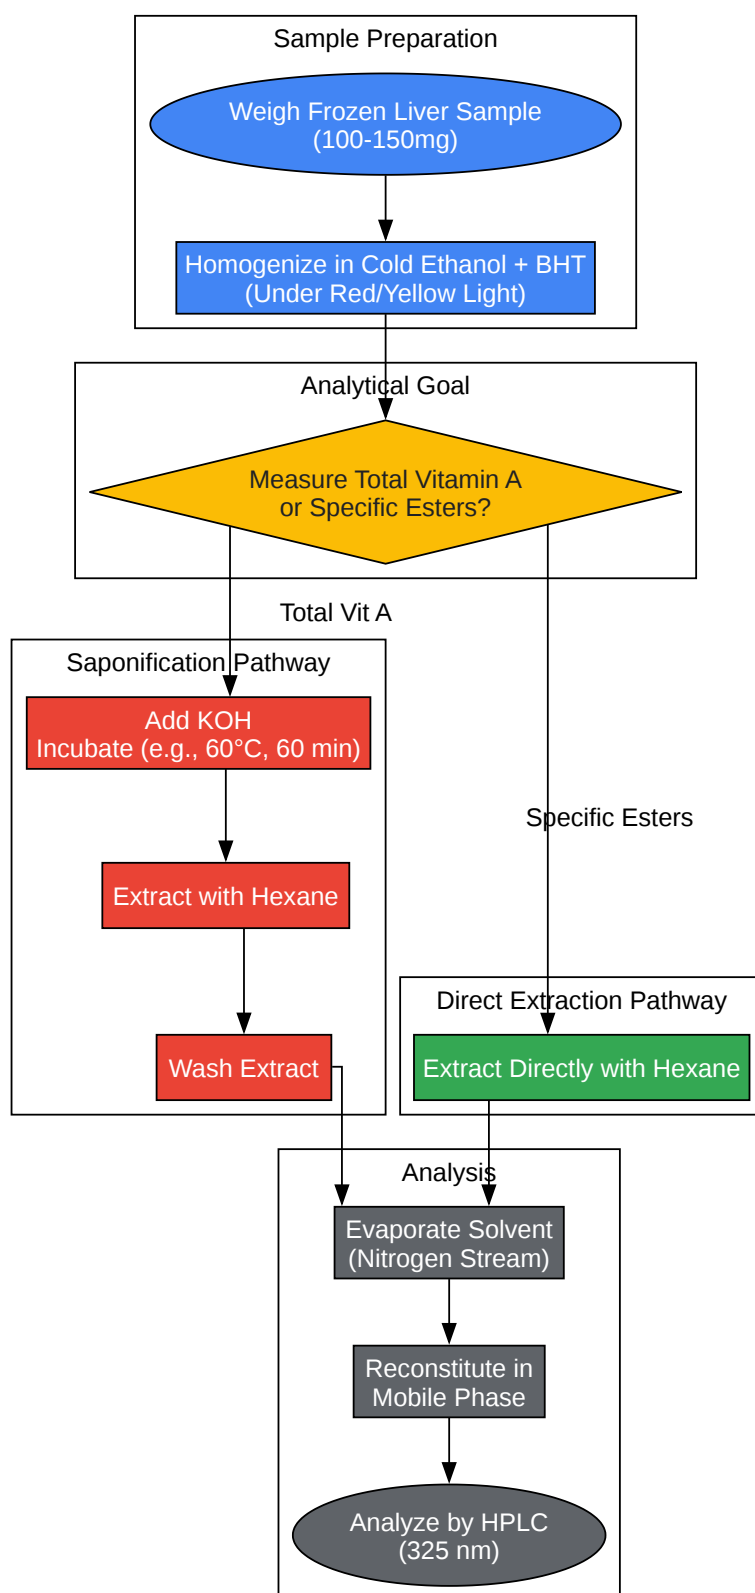 Sample Preparation
Weigh Frozen Liver Sample
(100-150mg)
Homogenize in Cold Ethanol + BHT
(Under Red/Yellow Light)
Analytical Goal
Measure Total Vitamin A
or Specific Esters?
Total Vit A
Saponification Pathway
Add KOH
Incubate (e.g., 60°C, 60 min)
Extract with Hexane
Wash Extract
Specific Esters
Direct Extraction Pathway
Extract Directly with Hexane
Analysis
Evaporate Solvent
(Nitrogen Stream)
Reconstitute in
Mobile Phase
Analyze by HPLC
(325 nm)